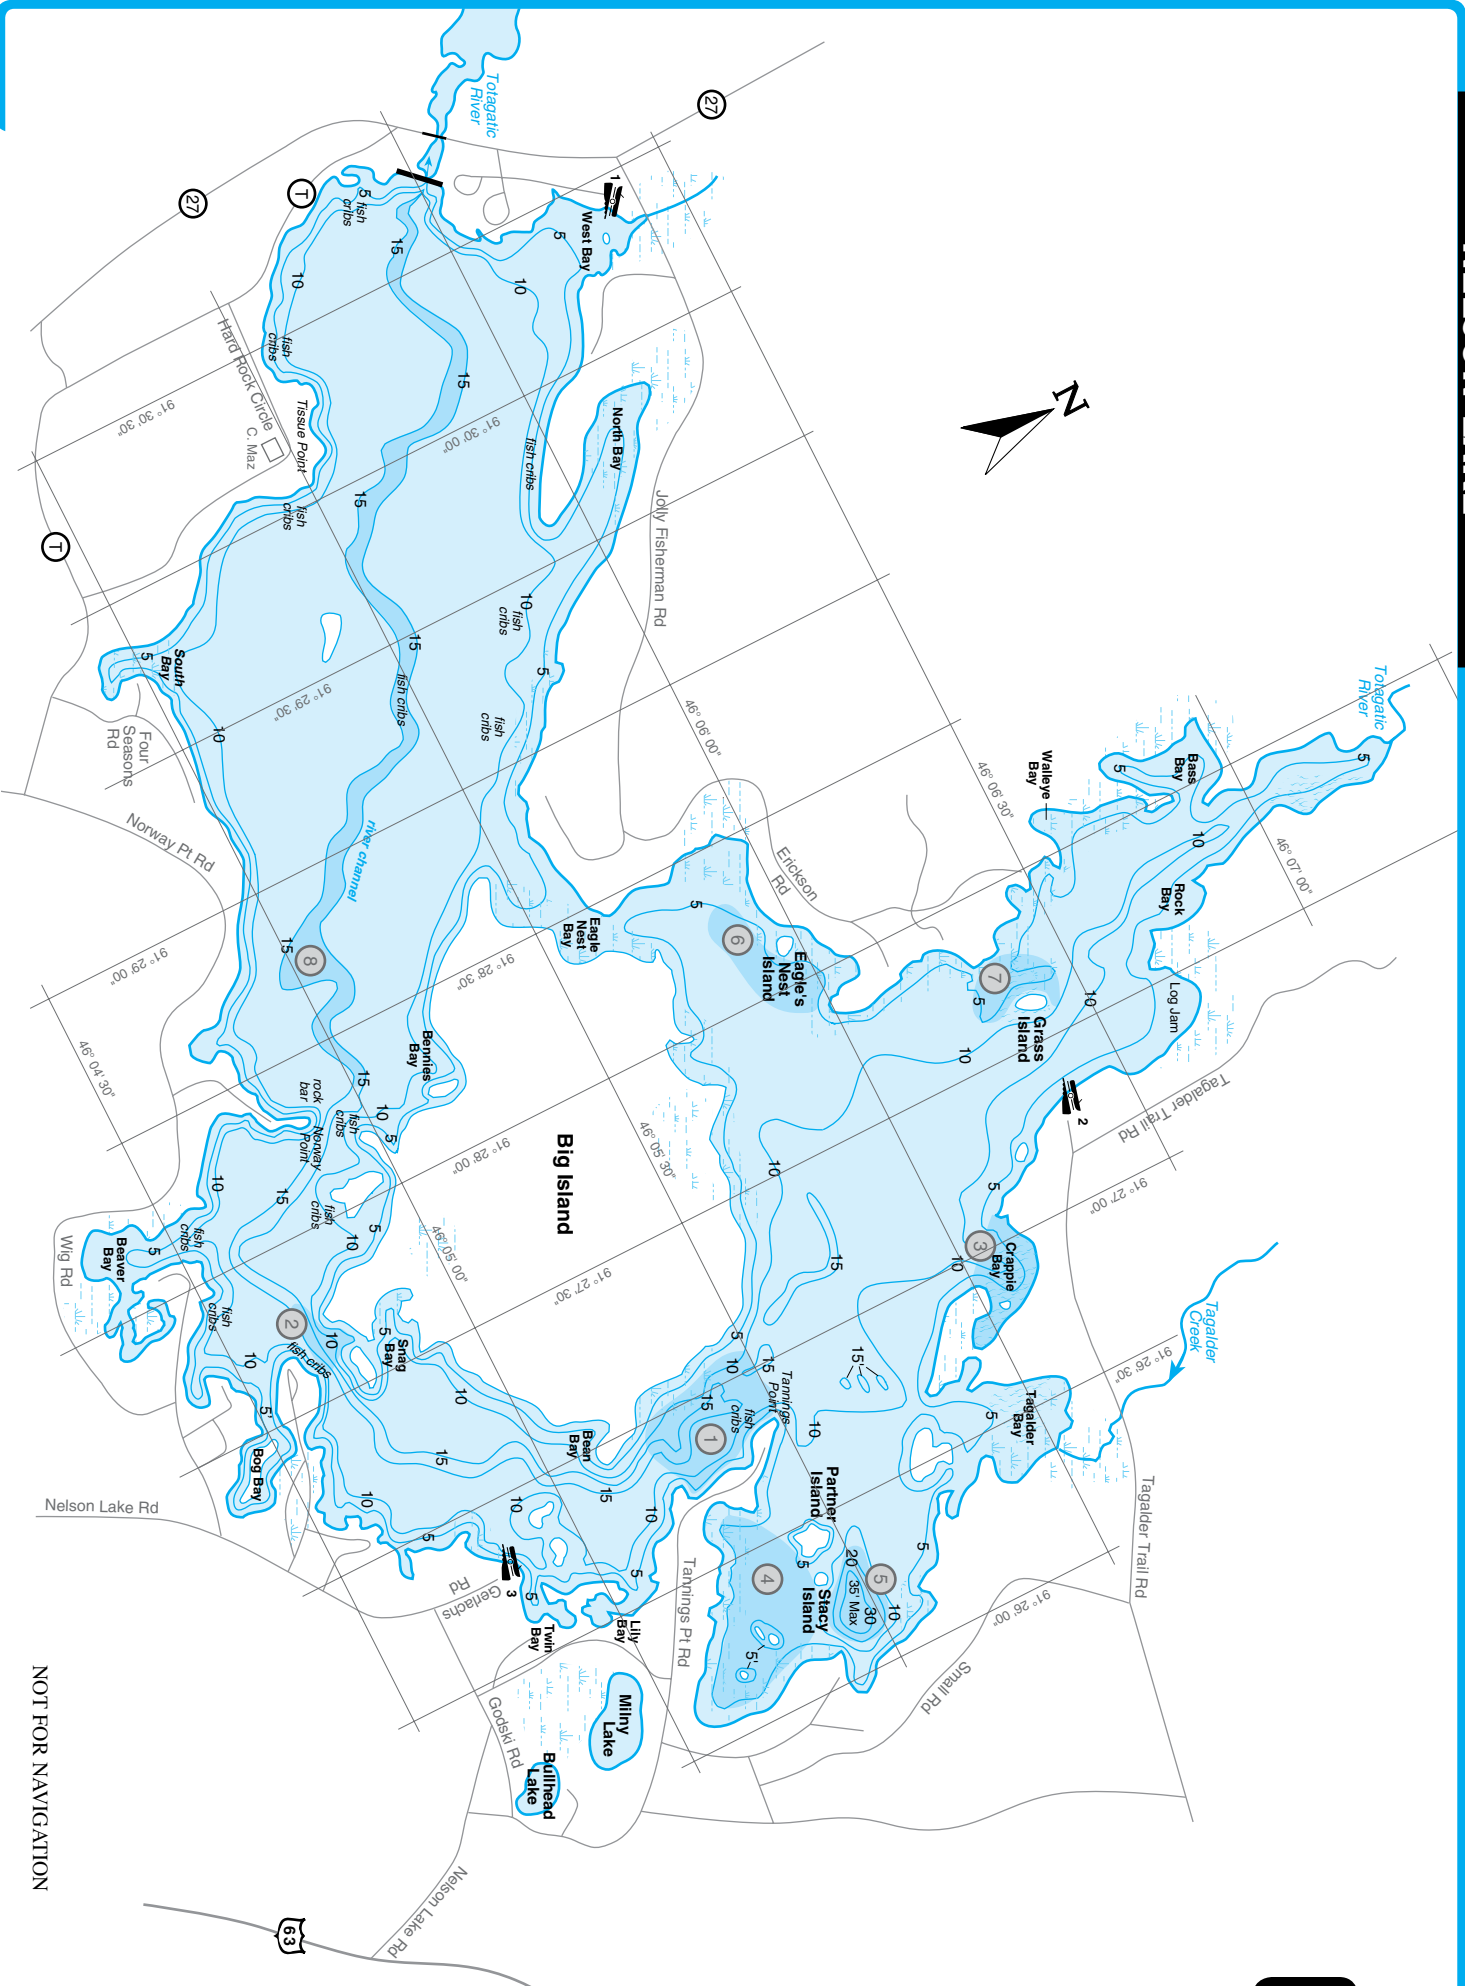 Totagatic
River
27
27
T
T
1
West Bay
5
10
5 fish
cribs
15
10
fish
cribs
15
Hard Rock Circle
C. Maz
Tissue Point
91° 30' 30"
91° 30' 00"
North Bay
fish cribs
15
fish
cribs
Jolly Fisherman Rd
N
10
fish
cribs
5
15
fish cribs
fish
cribs
South
Bay
5
91° 29' 30"
10
Four
Seasons
Rd
Norway Pt Rd
river channel
46° 06' 00"
46° 06' 30"
46° 07' 00"
Totagatic
River
5
Bass
Bay
5
Walleye
Bay
10
Rock
Bay
Log Jam
Erickson
Rd
5
6
Eagle's
Nest
Island
Eagle
Nest
Bay
7
5
10
Grass
Island
10
2
Tagalder Trail Rd
91° 29' 00"
15
8
91° 28' 30"
46° 04' 30"
Bennies
Bay
15
rock
bar
10
fish
cribs
5
Norway
Point
91° 28' 00"
46° 05' 30"
Big Island
10
5
91° 27' 00"
10
15
fish
cribs
10
5
46° 05' 00"
Wig Rd
Beaver
Bay
5
fish
cribs
fish
cribs
2
10
fish cribs
5
Snag
Bay
91° 27' 30"
15
3
Crappie
Bay
10
Tagalder
Creek
91° 26' 30"
5
10
15
Tannings
Point
15'
15
fish
cribs
1
10
10
10
5'
Bog Bay
15
Bean
Bay
5
Tagalder
Bay
Tagalder Trail Rd
Nelson Lake Rd
10
5
10
15
10
Partner
Island
5
20
5
35' Max
30
10
5
4
Stacy
Island
5'
3
5
5
Gerlachs
Rd
Twin
Bay
Lily
Bay
Tannings Pt Rd
91° 26' 00"
Small Rd
Milny
Lake
Bullhead
Lake
Godski Rd
Nelson Lake Rd
63
NOT FOR NAVIGATION